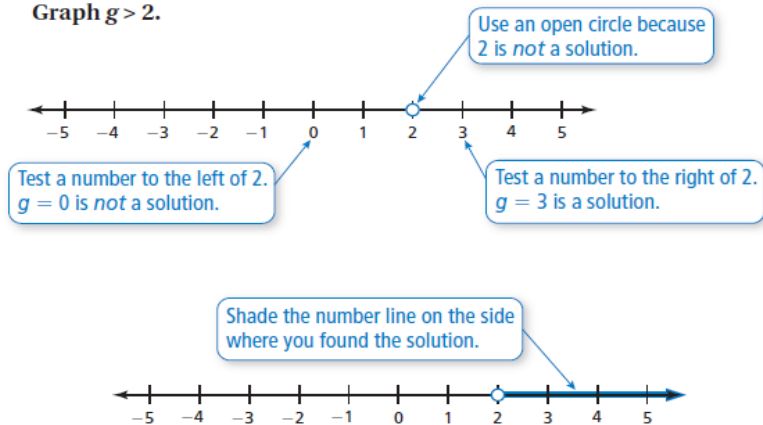 Graph g > 2.
Use an open circle because
2 is not a solution.
−5 −4 −3 −2 −1 0 1 2 3 4 5
Test a number to the left of 2.
g = 0 is not a solution.
Test a number to the right of 2.
g = 3 is a solution.
Shade the number line on the side
where you found the solution.
−5 −4 −3 −2 −1 0 1 2 3 4 5